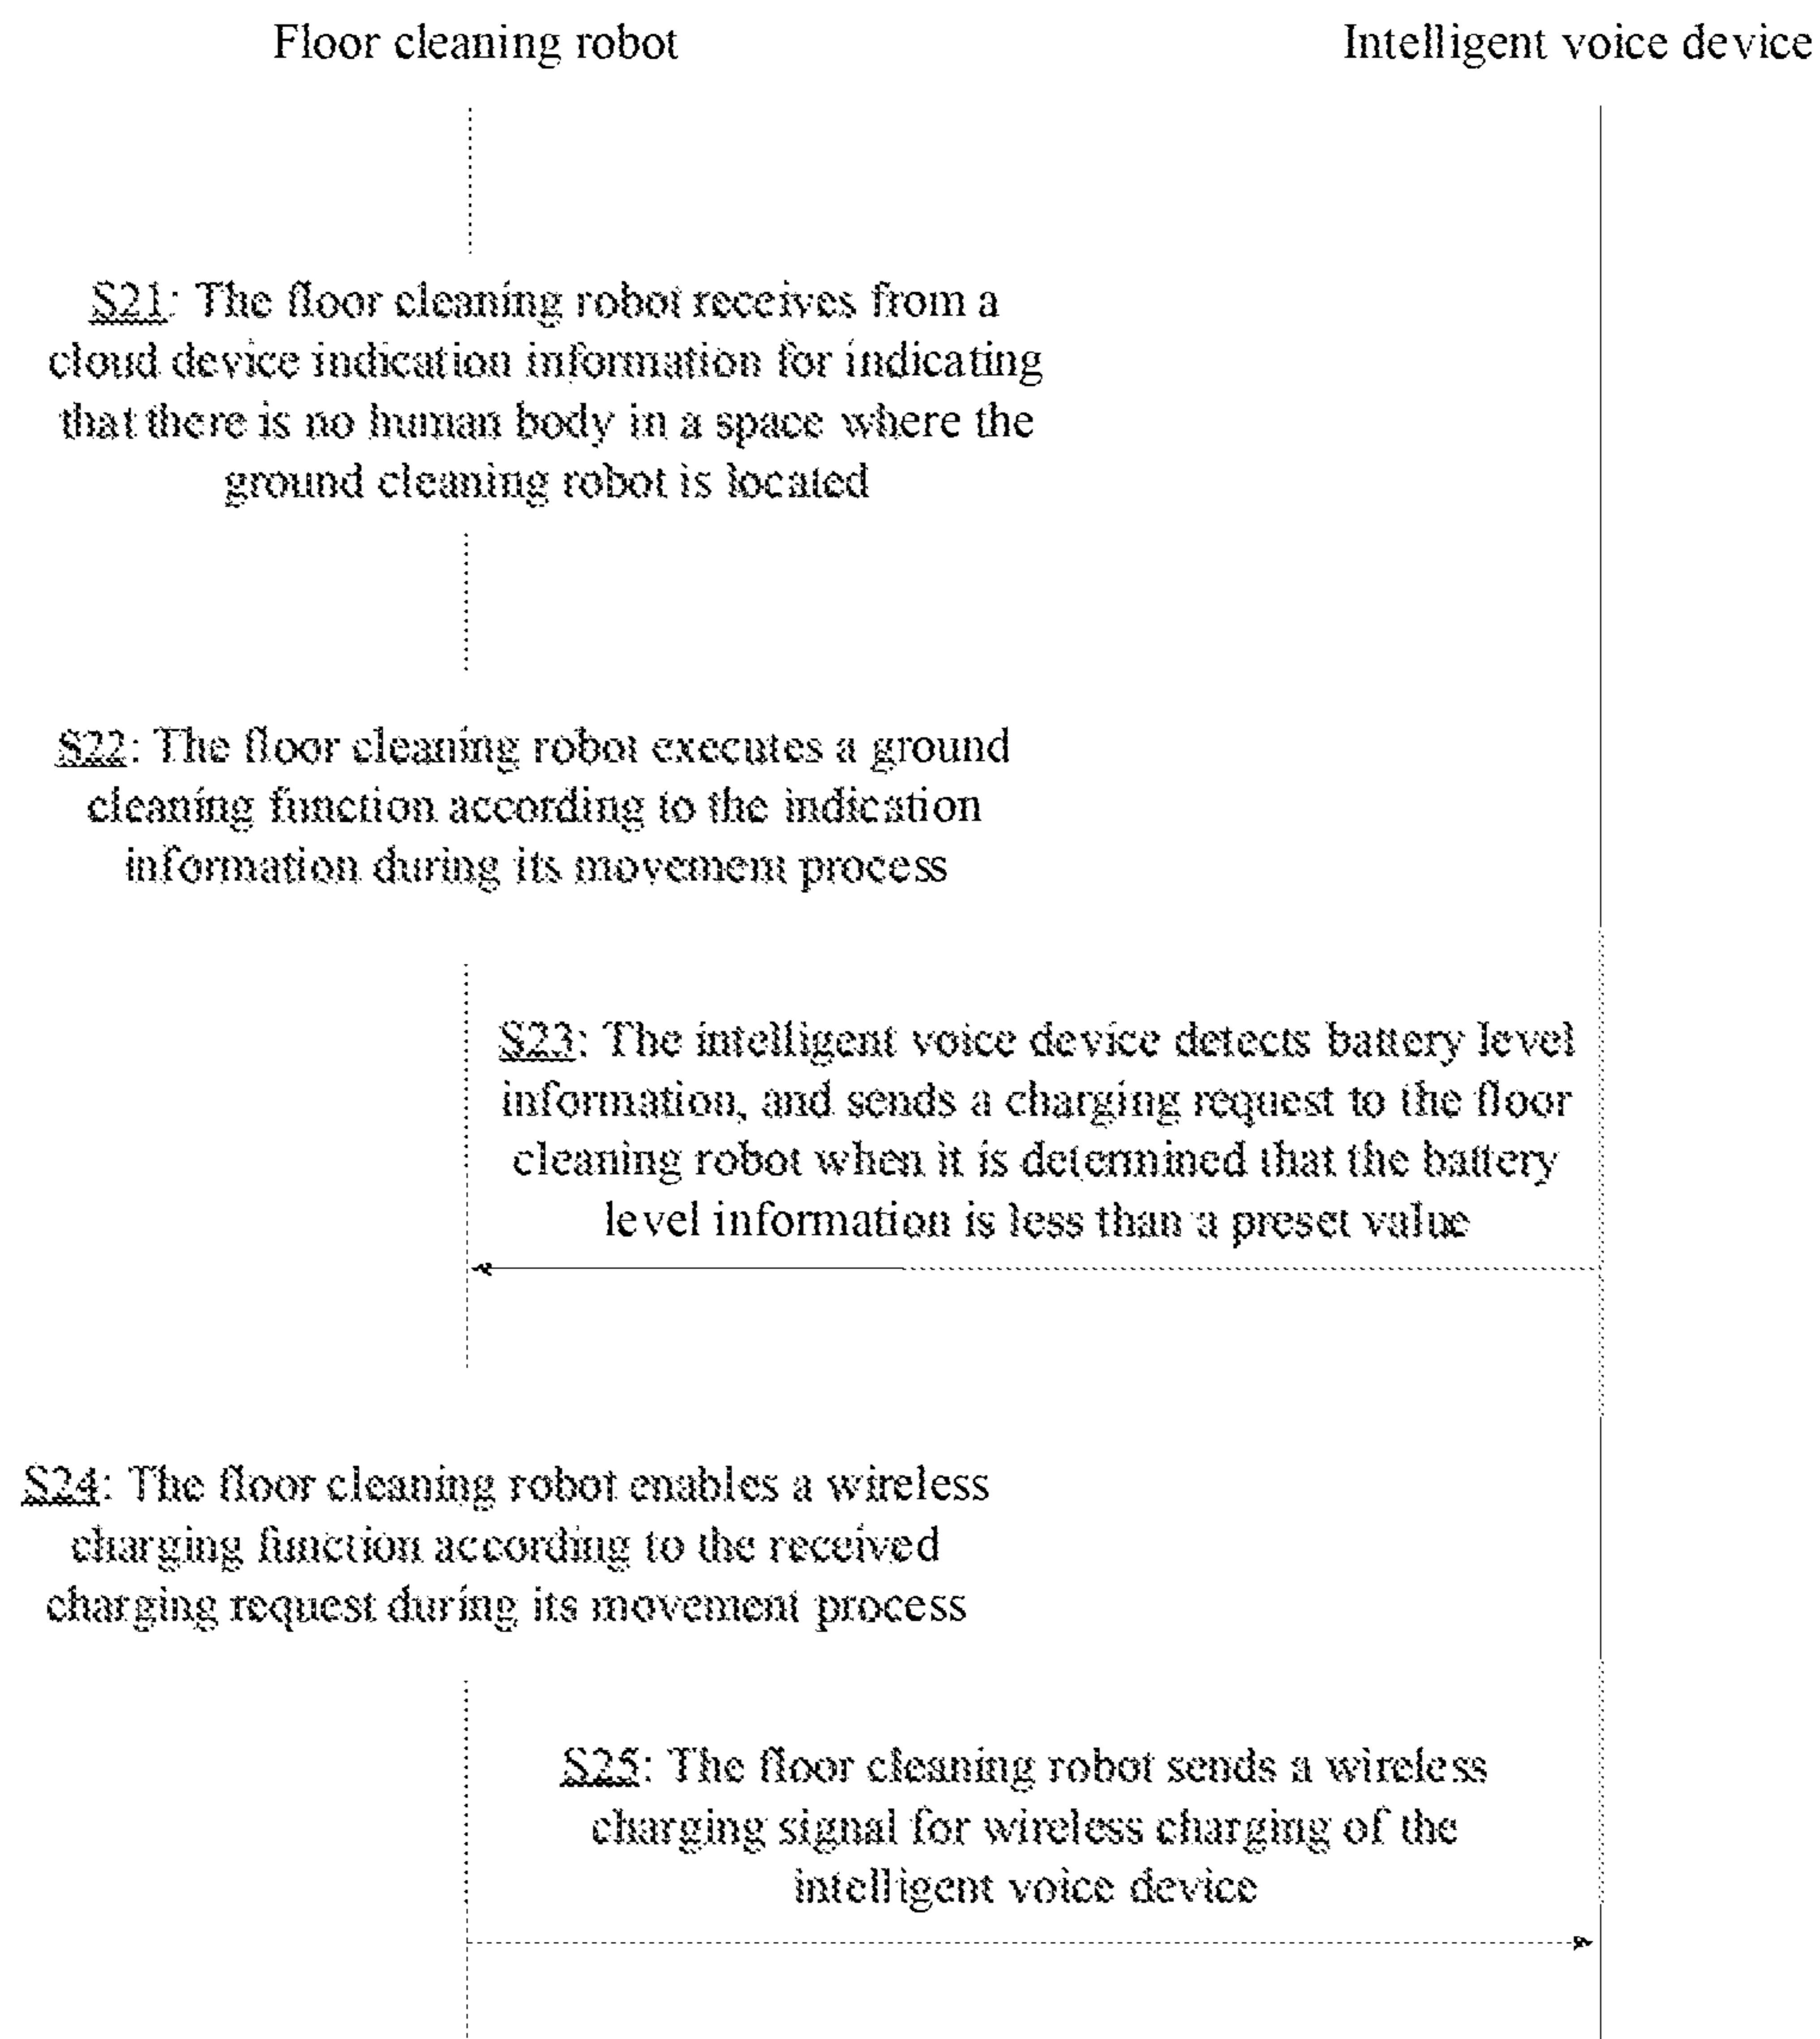 Floor cleaning robot
Intelligent voice device
S21: The floor cleaning robot receives from a
cloud device indication information for indicating
that there is no human body in a space where the
ground cleaning robot is located
S22: The floor cleaning robot executes a ground
cleaning function according to the indication
information during its movement process
S23: The intelligent voice device detects battery level
information, and sends a charging request to the floor
cleaning robot when it is determined that the battery
level information is less than a preset value
S24: The floor cleaning robot enables a wireless
charging function according to the received
charging request during its movement process
S25: The floor cleaning robot sends a wireless
charging signal for wireless charging of the
intelligent voice device